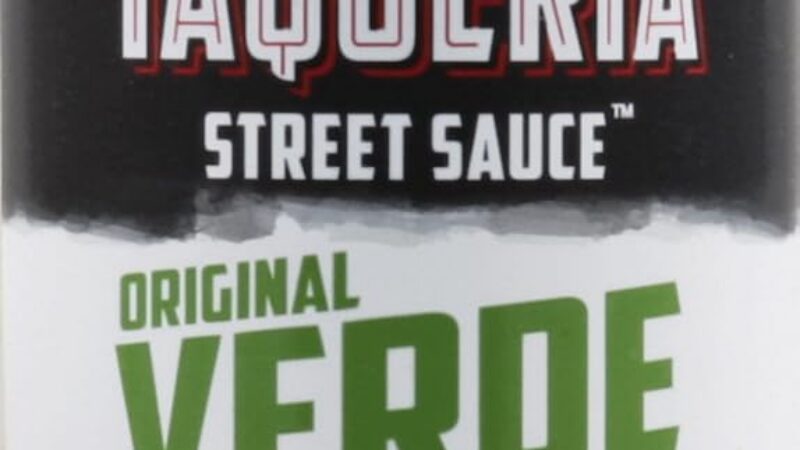 TAQUERIA
STREET SAUCE™
ORIGINAL
VERDE